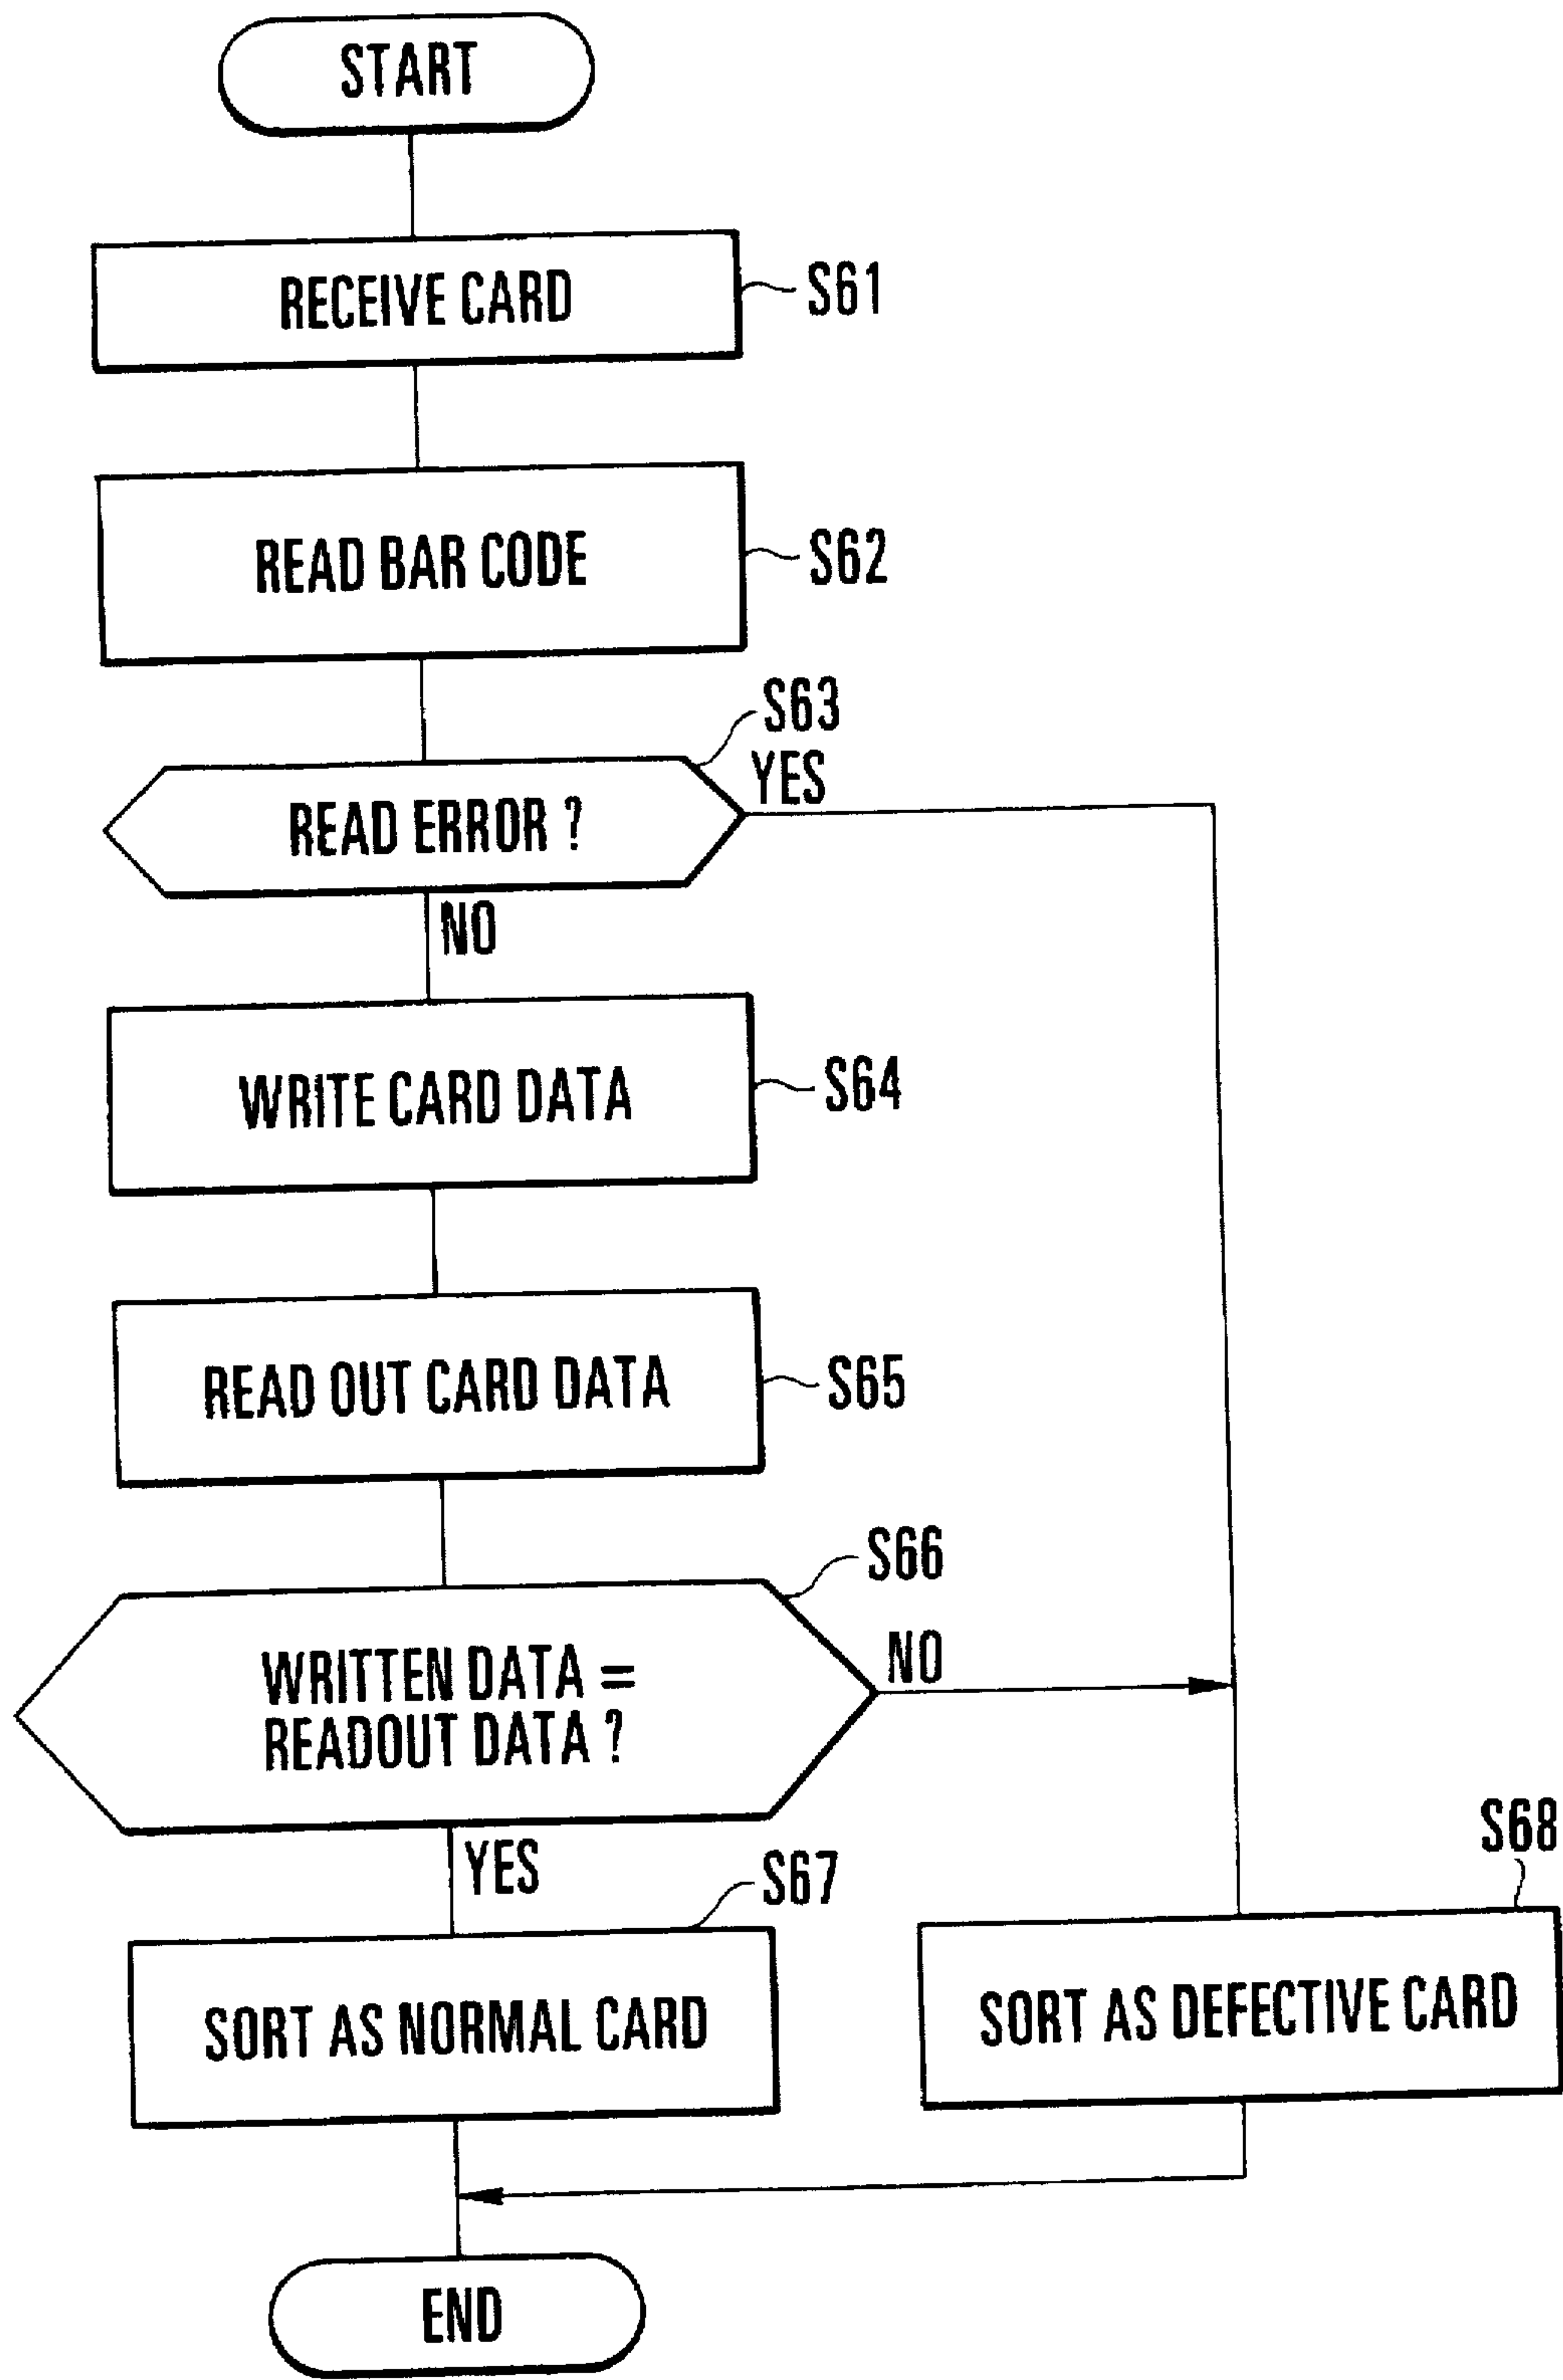 START
RECEIVE CARD
S61
READ BAR CODE
S62
S63
YES
READ ERROR ?
NO
WRITE CARD DATA
S64
READ OUT CARD DATA
S65
S66
WRITTEN DATA =
READOUT DATA ?
NO
YES
S67
S68
SORT AS NORMAL CARD
SORT AS DEFECTIVE CARD
END